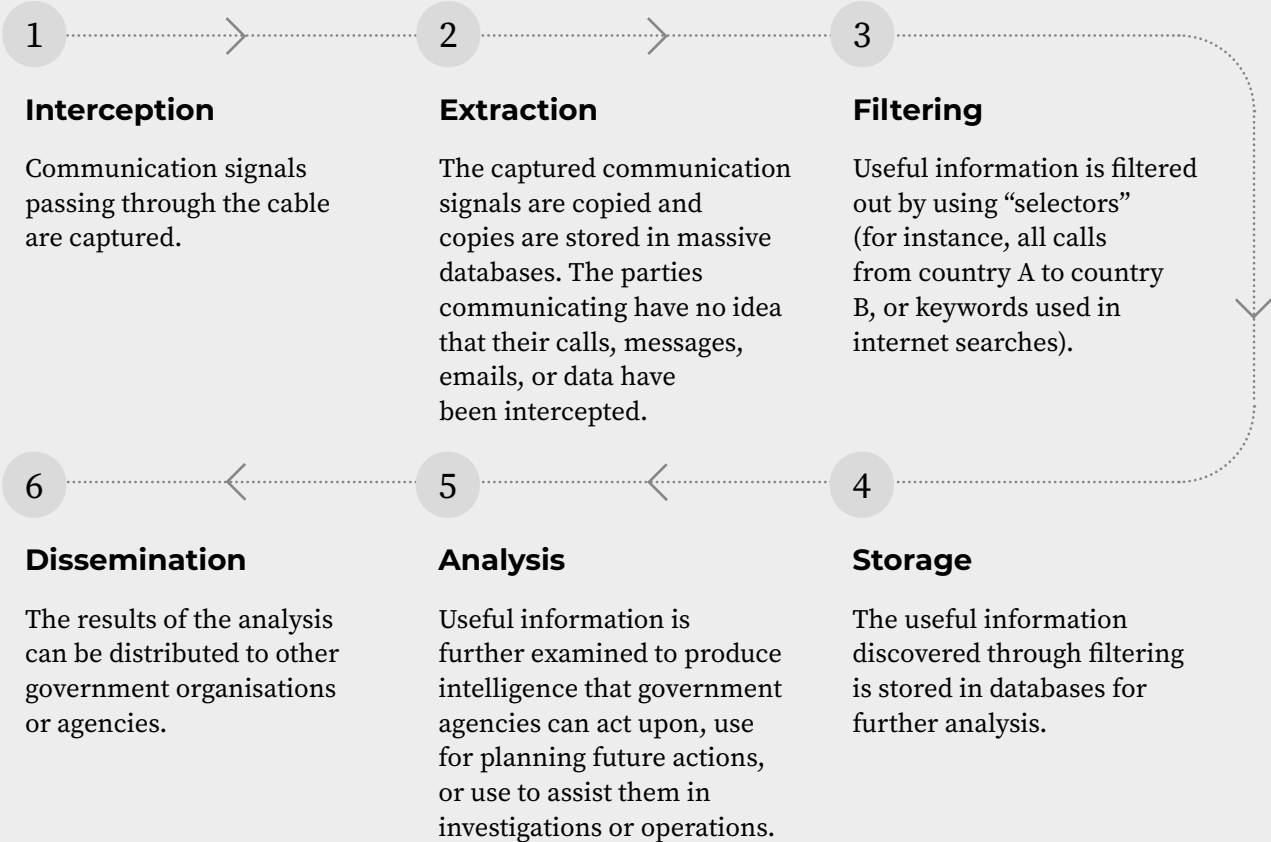 1
Interception
Communication signals
passing through the cable
are captured.
2
Extraction
The captured communication
signals are copied and
copies are stored in massive
databases. The parties
communicating have no idea
that their calls, messages,
emails, or data have
been intercepted.
3
Filtering
Useful information is filtered
out by using “selectors”
(for instance, all calls
from country A to country
B, or keywords used in
internet searches).
4
Storage
The useful information
discovered through filtering
is stored in databases for
further analysis.
5
Analysis
Useful information is
further examined to produce
intelligence that government
agencies can act upon, use
for planning future actions,
or use to assist them in
investigations or operations.
6
Dissemination
The results of the analysis
can be distributed to other
government organisations
or agencies.